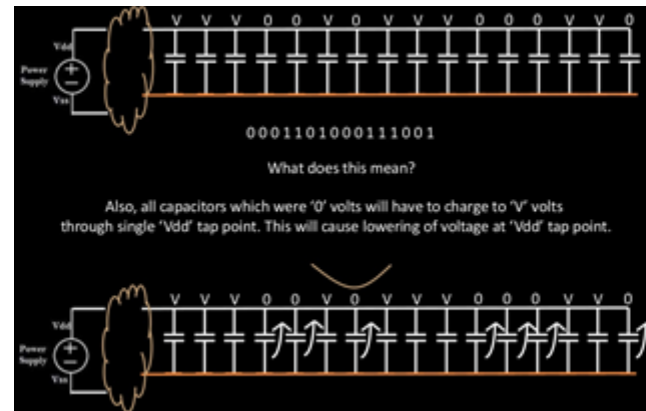 V V V 0 0 V 0 V V V 0 0 0 V V 0
Vdd
Power
Supply
Vss
0001101000111001
What does this mean?
Also, all capacitors which were '0' volts will have to charge to 'V' volts
through single 'Vdd' tap point. This will cause lowering of voltage at 'Vdd' tap point.
V V V 0 0 V 0 V V V 0 0 0 V V 0
Vdd
Power
Supply
Vss